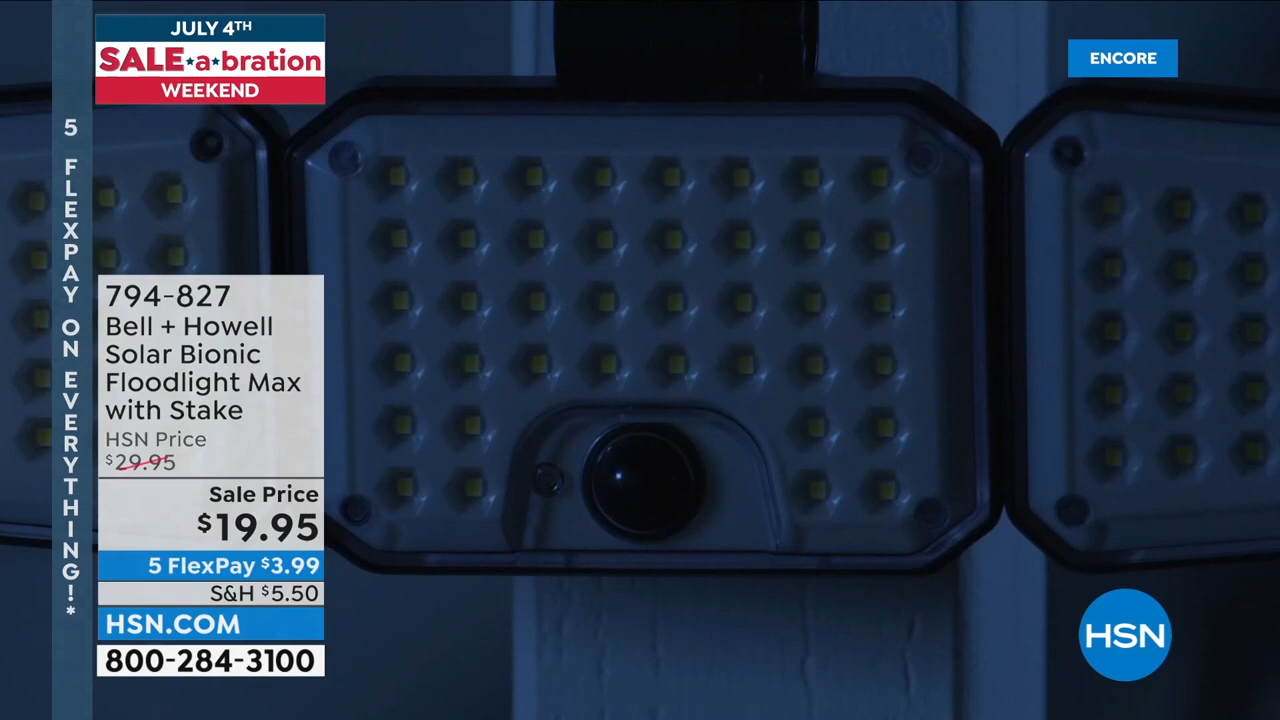 JULY 4TH
SALE★a★bration
WEEKEND
ENCORE
5 FLEXPAY ON EVERYTHING!*
794-827
Bell + Howell
Solar Bionic
Floodlight Max
with Stake
HSN Price
$29.95
Sale Price
$19.95
5 FlexPay $3.99
S&H $5.50
HSN.COM
800-284-3100
HSN